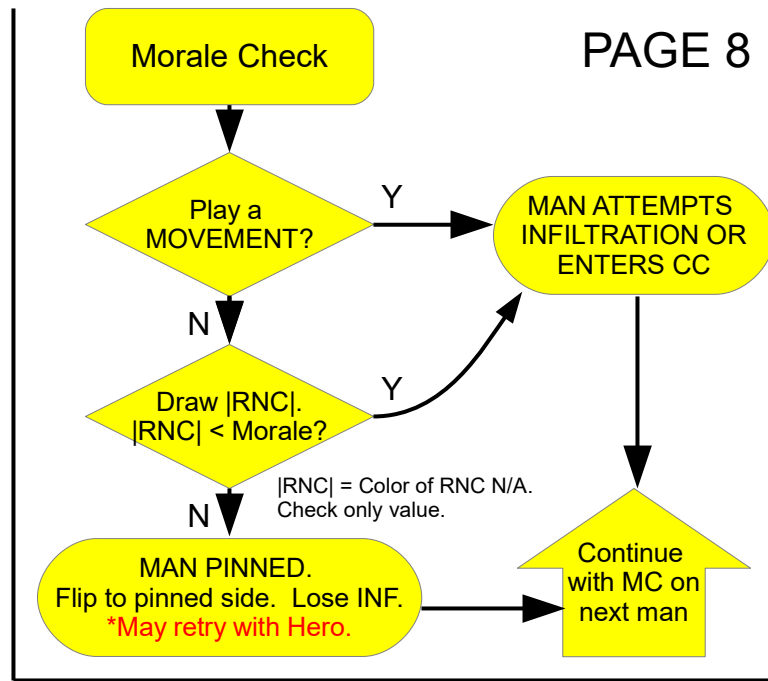 PAGE 8
Morale Check
Play a
MOVEMENT?
Y
MAN ATTEMPTS
INFILTRATION OR
ENTERS CC
N
Draw |RNC|.
|RNC| < Morale?
Y
|RNC| = Color of RNC N/A.
Check only value.
N
MAN PINNED.
Flip to pinned side.  Lose INF.
*May retry with Hero.
Continue
with MC on
next man